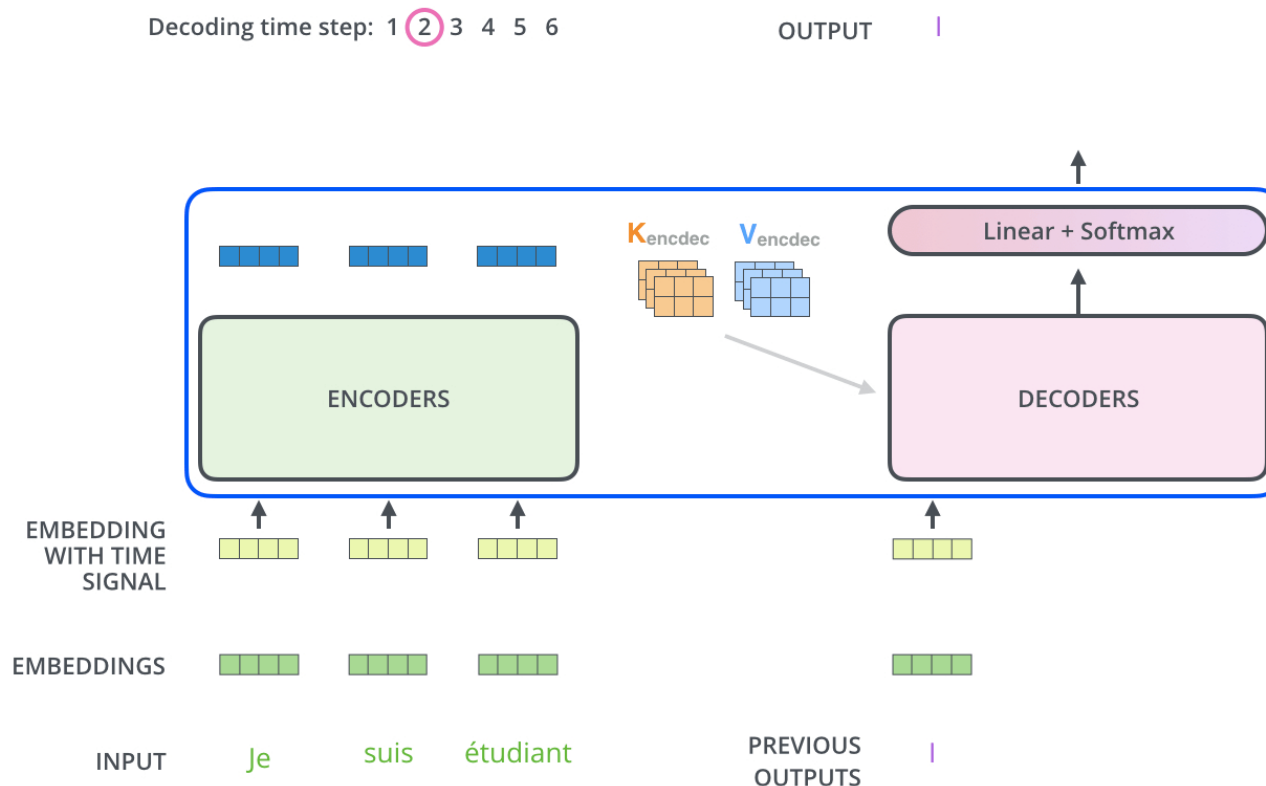 Decoding time step: 1 2 3 4 5 6
OUTPUT I
Kencdec Vencdec
Linear + Softmax
ENCODERS
DECODERS
EMBEDDING
WITH TIME
SIGNAL
EMBEDDINGS
INPUT Je suis étudiant
PREVIOUS
OUTPUTS
I